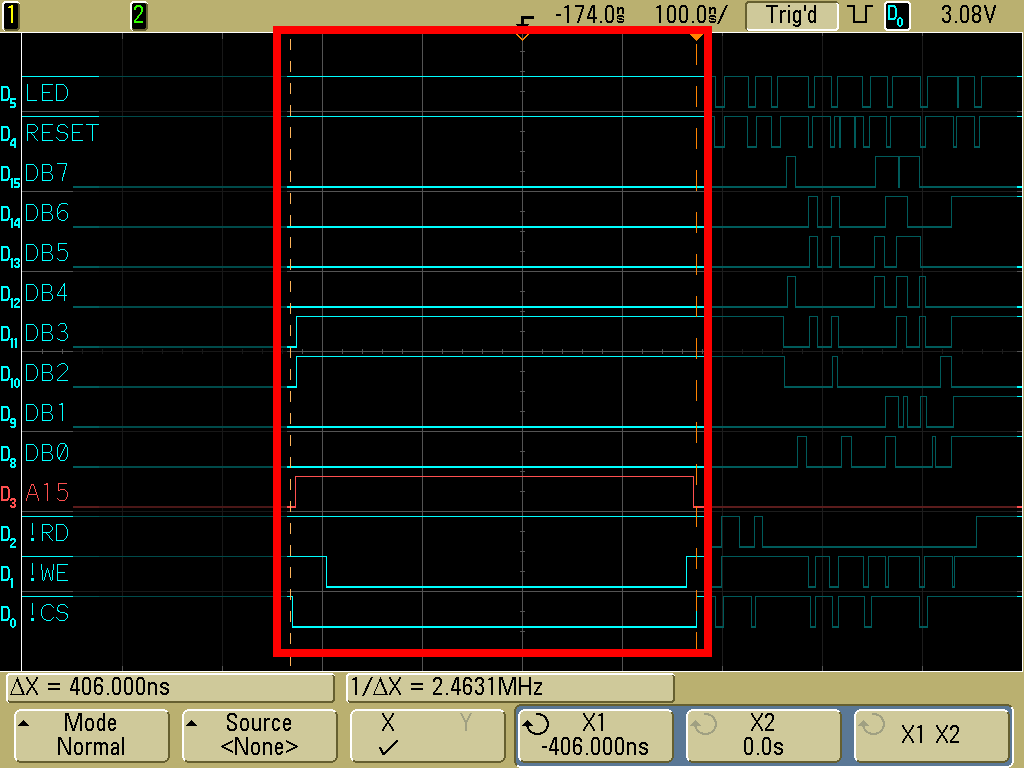 1 2 -174.0ns 100.0ns/ Trig'd D0 3.08V
D5 LED
D4 RESET
D15 DB7
D14 DB6
D13 DB5
D12 DB4
D11 DB3
D10 DB2
D9 DB1
D8 DB0
D3 A15
D2 !RD
D1 !WE
D0 !CS
ΔX = 406.000ns 1/ΔX = 2.4631MHz
Mode Source X Y X1 X2 X1 X2
Normal <None> -406.000ns 0.0s